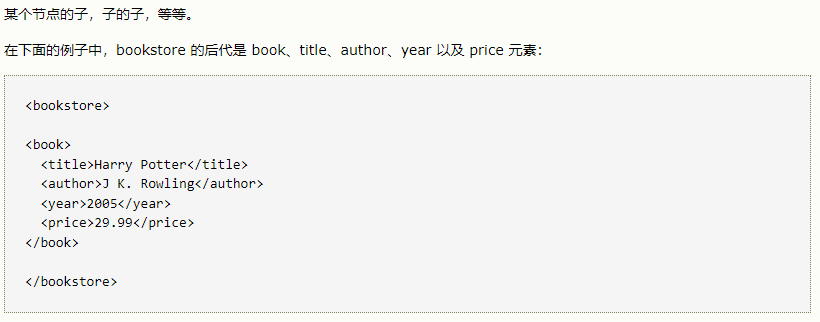 某个节点的子，子的子，等等。
在下面的例子中，bookstore 的后代是 book、title、author、year 以及 price 元素：
<bookstore>
<book>
  <title>Harry Potter</title>
  <author>J K. Rowling</author>
  <year>2005</year>
  <price>29.99</price>
</book>
</bookstore>